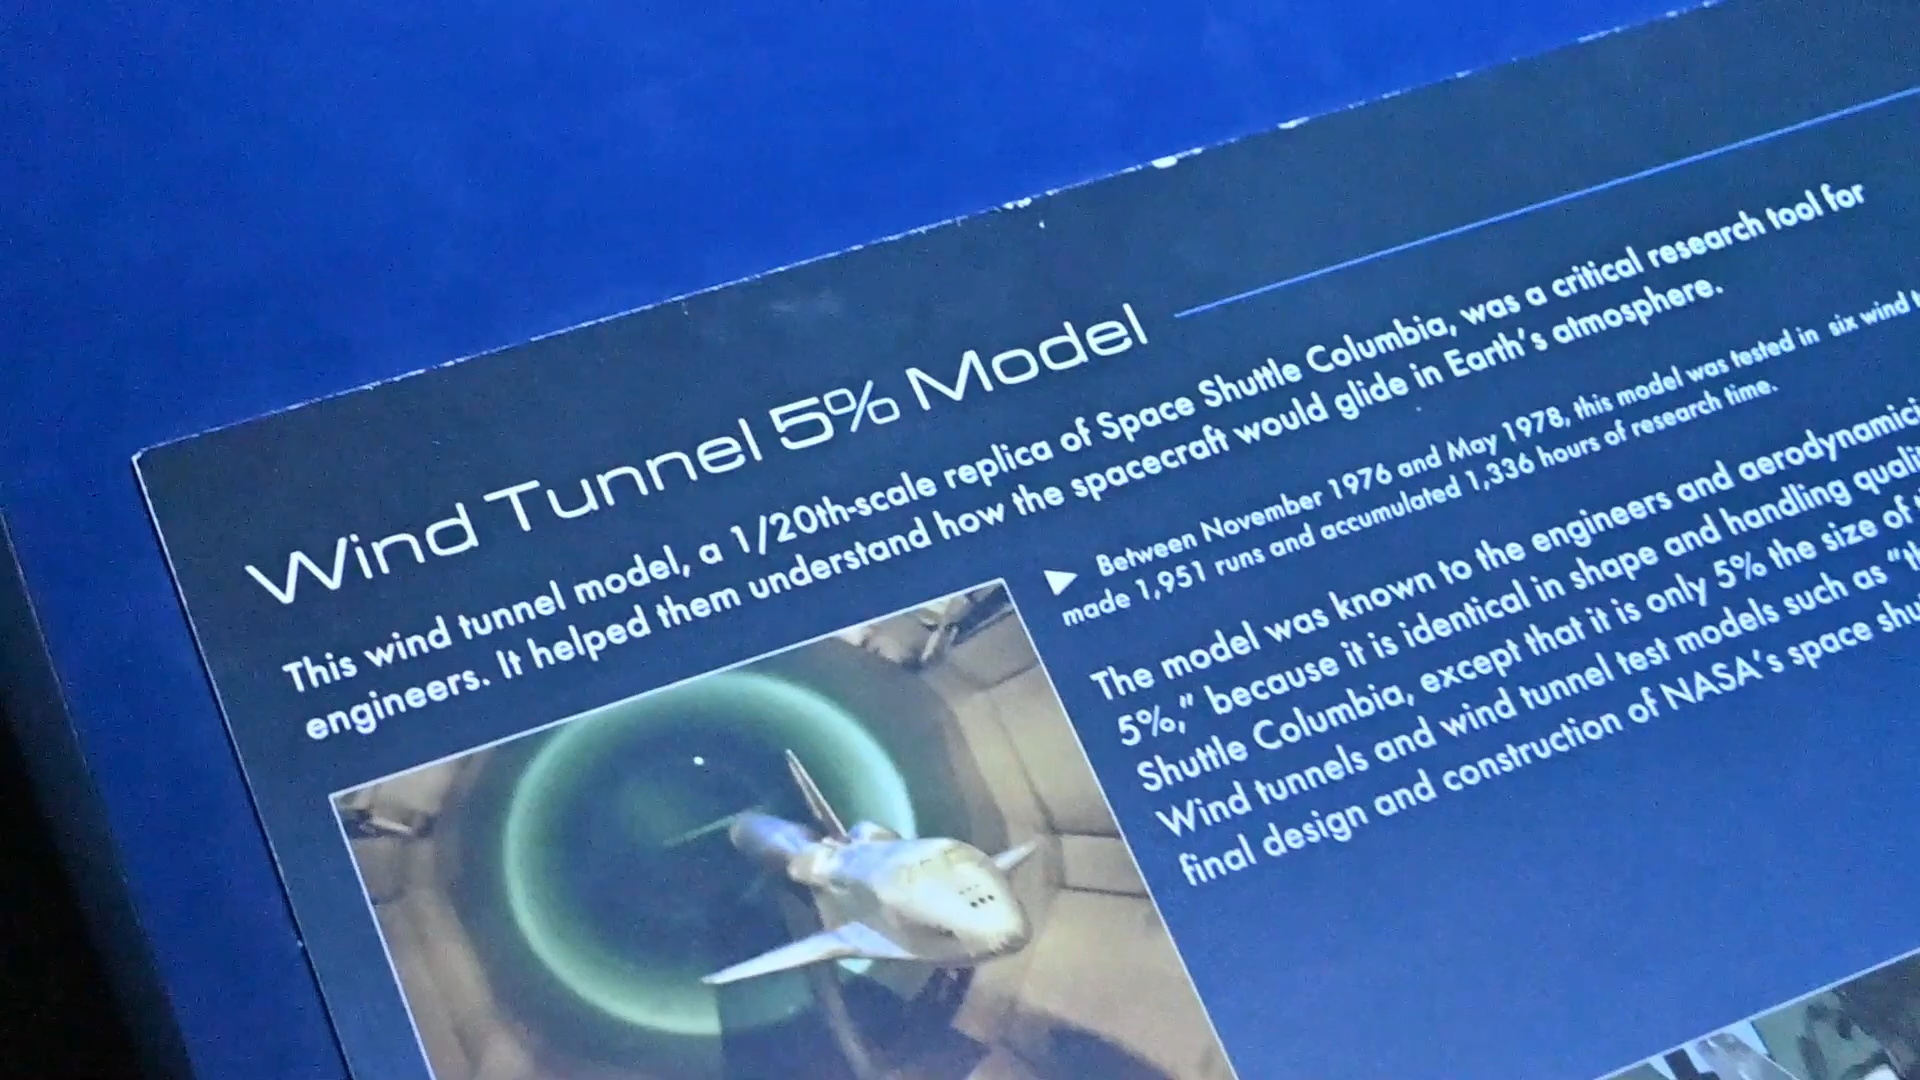 Wind Tunnel 5% Model
This wind tunnel model, a 1/20th-scale replica of Space Shuttle Columbia, was a critical research tool for
engineers. It helped them understand how the spacecraft would glide in Earth's atmosphere.
Between November 1976 and May 1978, this model was tested in six wind
made 1,951 runs and accumulated 1,336 hours of research time.
The model was known to the engineers and
5%," because it is identical in shape and handling
Shuttle Columbia, except that it is only 5% the size of
Wind tunnels and wind tunnel test models such as
final design and construction of NASA's space